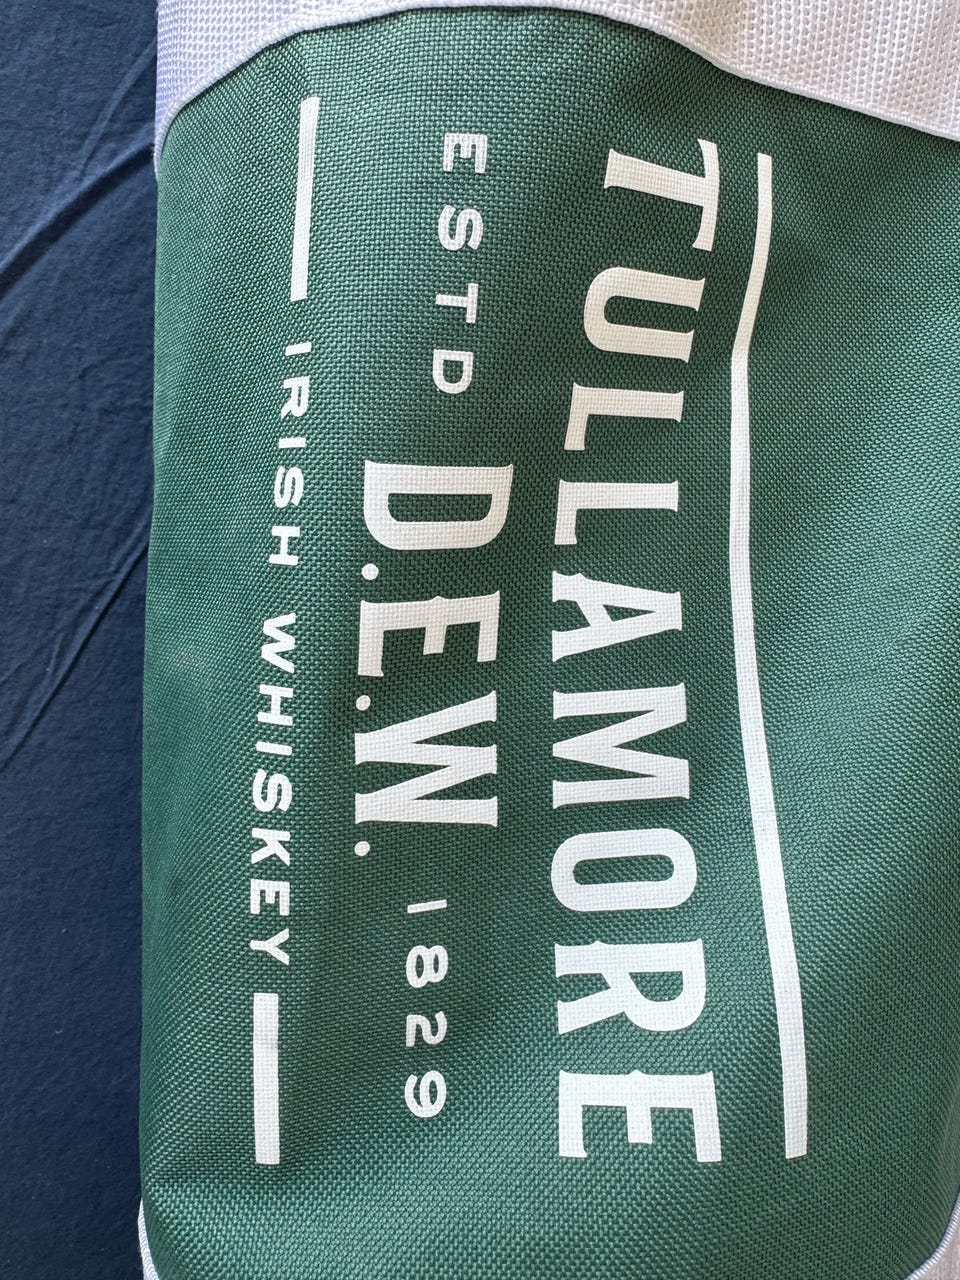 TULLAMORE
ESTD D.E.W. 1829
IRISH WHISKEY